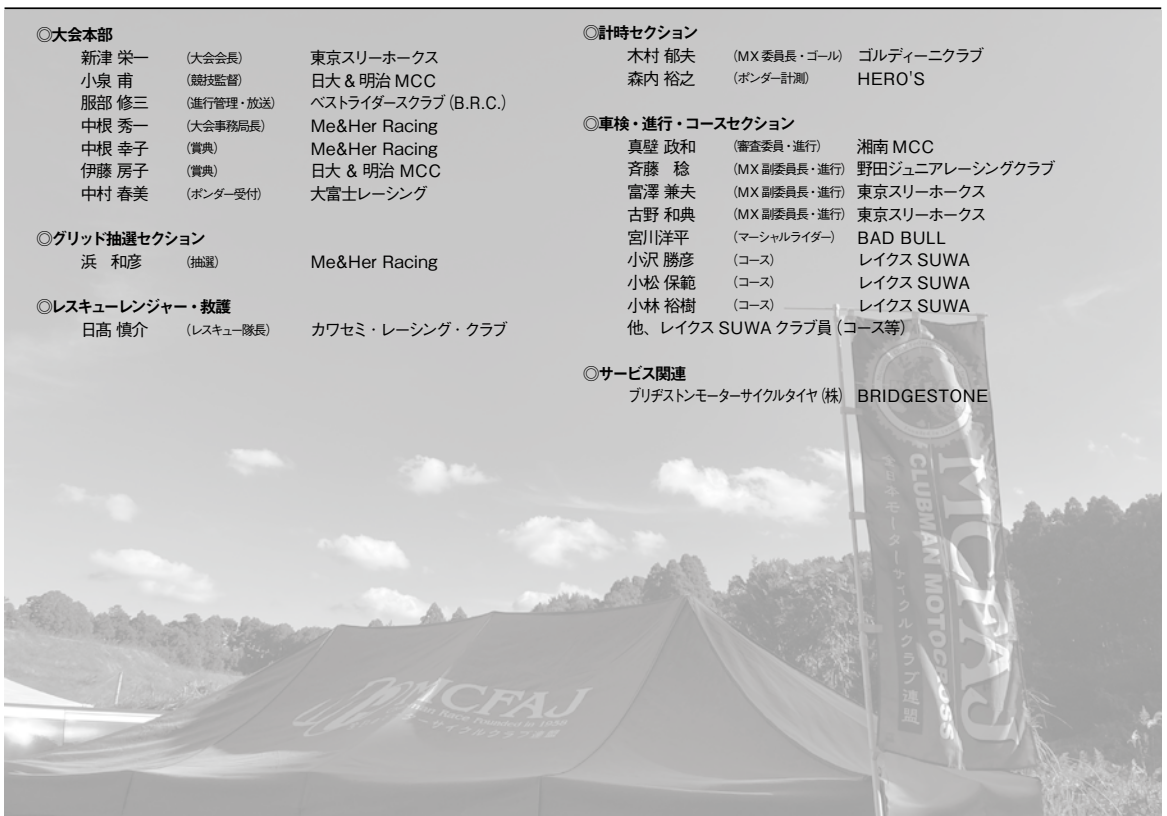 ◎大会本部
新津 栄一 (大会会長) 東京スリーホークス
小泉 甫 (競技監督) 日大 & 明治 MCC
服部 修三 (進行管理・放送) ベストライダースクラブ (B.R.C.)
中根 秀一 (大会事務局長) Me&Her Racing
中根 幸子 (賞典) Me&Her Racing
伊藤 房子 (賞典) 日大 & 明治 MCC
中村 春美 (ポンダー受付) 大富士レーシング
◎グリッド抽選セクション
浜 和彦 (抽選) Me&Her Racing
◎レスキューレンジャー・救護
日髙 慎介 (レスキュー隊長) カワセミ・レーシング・クラブ
◎計時セクション
木村 郁夫 (MX 委員長・ゴール) ゴルディーニクラブ
森内 裕之 (ポンダー計測) HERO'S
◎車検・進行・コースセクション
真壁 政和 (審査委員・進行) 湘南 MCC
斉藤 稔 (MX 副委員長・進行) 野田ジュニアレーシングクラブ
富澤 兼夫 (MX 副委員長・進行) 東京スリーホークス
古野 和典 (MX 副委員長・進行) 東京スリーホークス
宮川洋平 (マーシャルライダー) BAD BULL
小沢 勝彦 (コース) レイクス SUWA
小松 保範 (コース) レイクス SUWA
小林 裕樹 (コース) レイクス SUWA
他、レイクス SUWA クラブ員 (コース等)
◎サービス関連
ブリヂストンモーターサイクルタイヤ (株) BRIDGESTONE
MCFAJ
CLUBMAN MOTOCROSS
MCFAJ